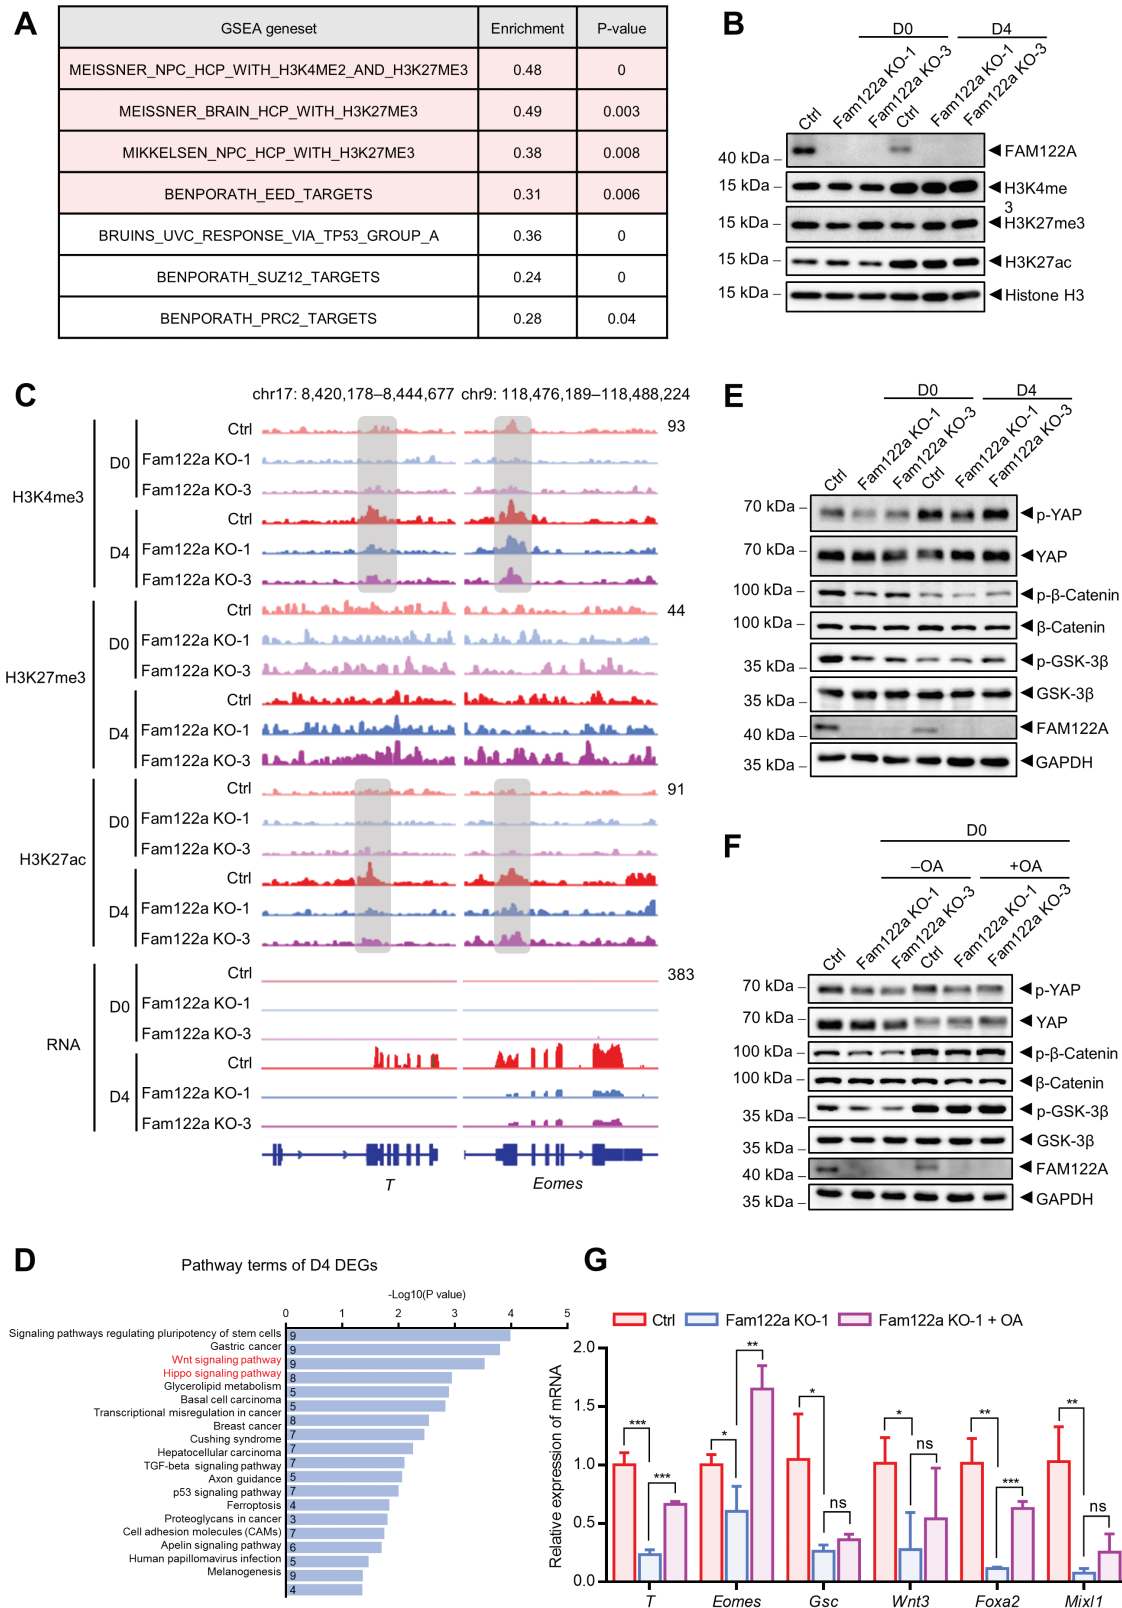 A
GSEA geneset Enrichment P-value
MEISSNER_NPC_HCP_WITH_H3K4ME2_AND_H3K27ME3 0.48 0
MEISSNER_BRAIN_HCP_WITH_H3K27ME3 0.49 0.003
MIKKELSEN_NPC_HCP_WITH_H3K27ME3 0.38 0.008
BENPORATH_EED_TARGETS 0.31 0.006
BRUINS_UVC_RESPONSE_VIA_TP53_GROUP_A 0.36 0
BENPORATH_SUZ12_TARGETS 0.24 0
BENPORATH_PRC2_TARGETS 0.28 0.04
B
D0 D4
Ctrl Fam122a KO-1 Fam122a KO-3 Ctrl Fam122a KO-1 Fam122a KO-3
40 kDa FAM122A
15 kDa H3K4me
3
15 kDa H3K27me3
15 kDa H3K27ac
15 kDa Histone H3
C
chr17: 8,420,178–8,444,677 chr9: 118,476,189–118,488,224
H3K4me3
D0
Ctrl 93
Fam122a KO-1
Fam122a KO-3
D4
Ctrl
Fam122a KO-1
Fam122a KO-3
H3K27me3
D0
Ctrl 44
Fam122a KO-1
Fam122a KO-3
D4
Ctrl
Fam122a KO-1
Fam122a KO-3
H3K27ac
D0
Ctrl 91
Fam122a KO-1
Fam122a KO-3
D4
Ctrl
Fam122a KO-1
Fam122a KO-3
RNA
D0
Ctrl 383
Fam122a KO-1
Fam122a KO-3
D4
Ctrl
Fam122a KO-1
Fam122a KO-3
T Eomes
D
Pathway terms of D4 DEGs
-Log10(P value)
0 1 2 3 4 5
Signaling pathways regulating pluripotency of stem cells 9
Gastric cancer 9
Wnt signaling pathway 9
Hippo signaling pathway 8
Glycerolipid metabolism 5
Basal cell carcinoma 5
Transcriptional misregulation in cancer 8
Breast cancer 7
Cushing syndrome 7
Hepatocellular carcinoma 7
TGF-beta signaling pathway 5
Axon guidance 7
p53 signaling pathway 4
Ferroptosis 3
Proteoglycans in cancer 7
Cell adhesion molecules (CAMs) 6
Apelin signaling pathway 5
Human papillomavirus infection 9
Melanogenesis 4
E
D0 D4
Ctrl Fam122a KO-1 Fam122a KO-3 Ctrl Fam122a KO-1 Fam122a KO-3
70 kDa p-YAP
70 kDa YAP
100 kDa p-β-Catenin
100 kDa β-Catenin
35 kDa p-GSK-3β
35 kDa GSK-3β
40 kDa FAM122A
35 kDa GAPDH
F
D0
–OA +OA
Ctrl Fam122a KO-1 Fam122a KO-3 Ctrl Fam122a KO-1 Fam122a KO-3
70 kDa p-YAP
70 kDa YAP
100 kDa p-β-Catenin
100 kDa β-Catenin
35 kDa p-GSK-3β
35 kDa GSK-3β
40 kDa FAM122A
35 kDa GAPDH
G
Ctrl Fam122a KO-1 Fam122a KO-1 + OA
Relative expression of mRNA
2.0
1.5
1.0
0.5
0.0
*** *** * ** * ns * ns ** *** ** ns
T Eomes Gsc Wnt3 Foxa2 Mixl1